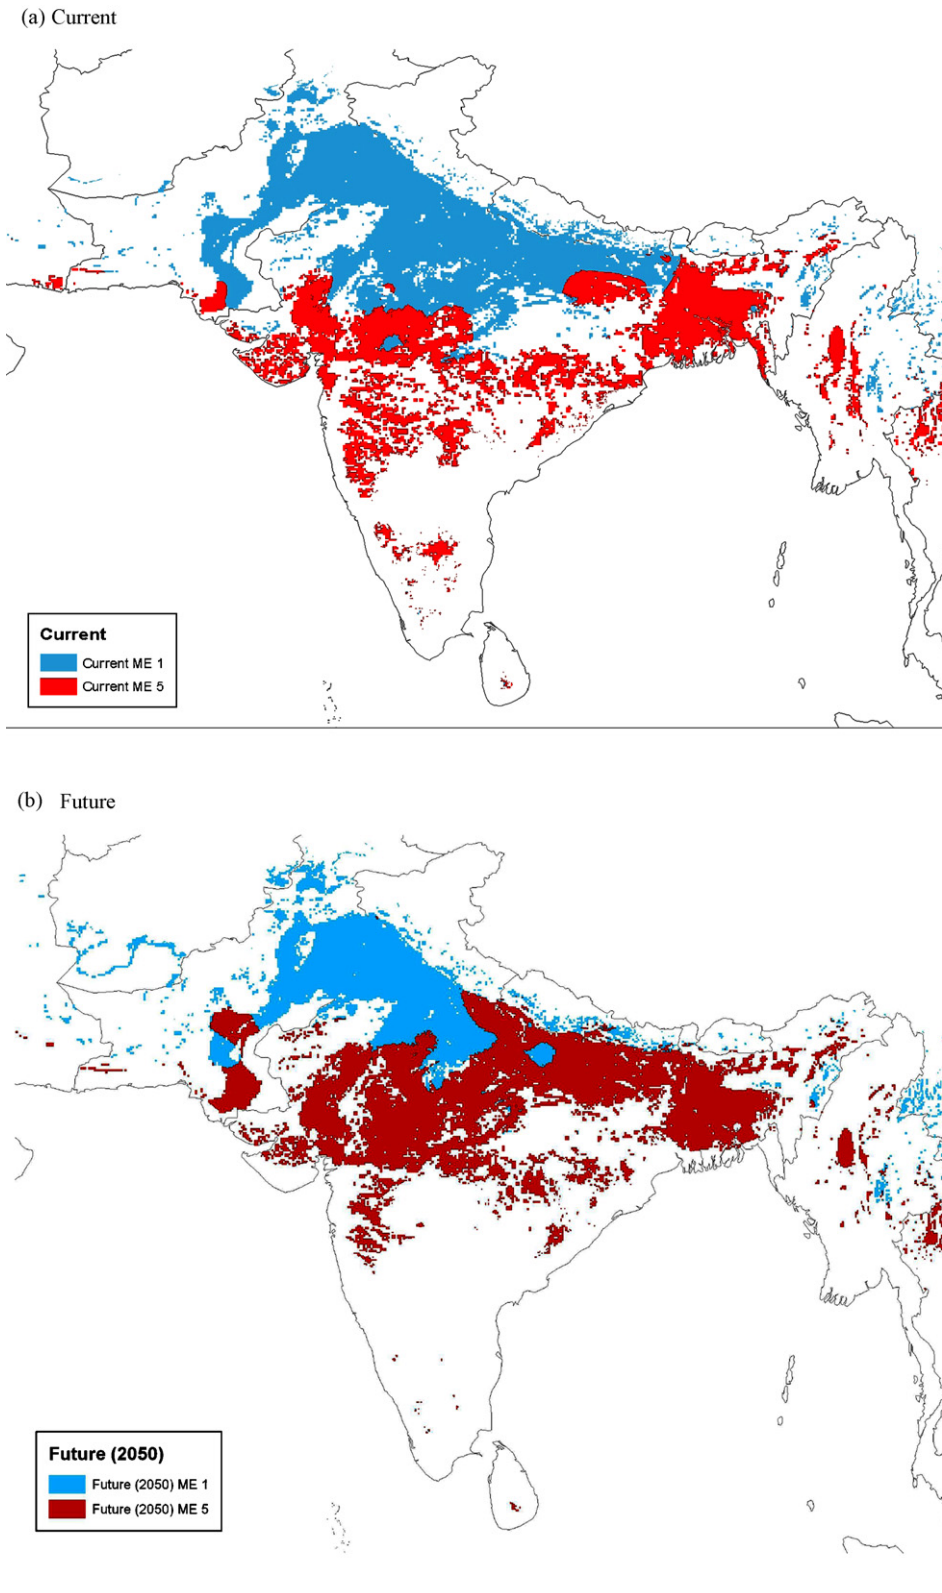 (a) Current
Current
Current ME 1
Current ME 5
(b) Future
Future (2050)
Future (2050) ME 1
Future (2050) ME 5